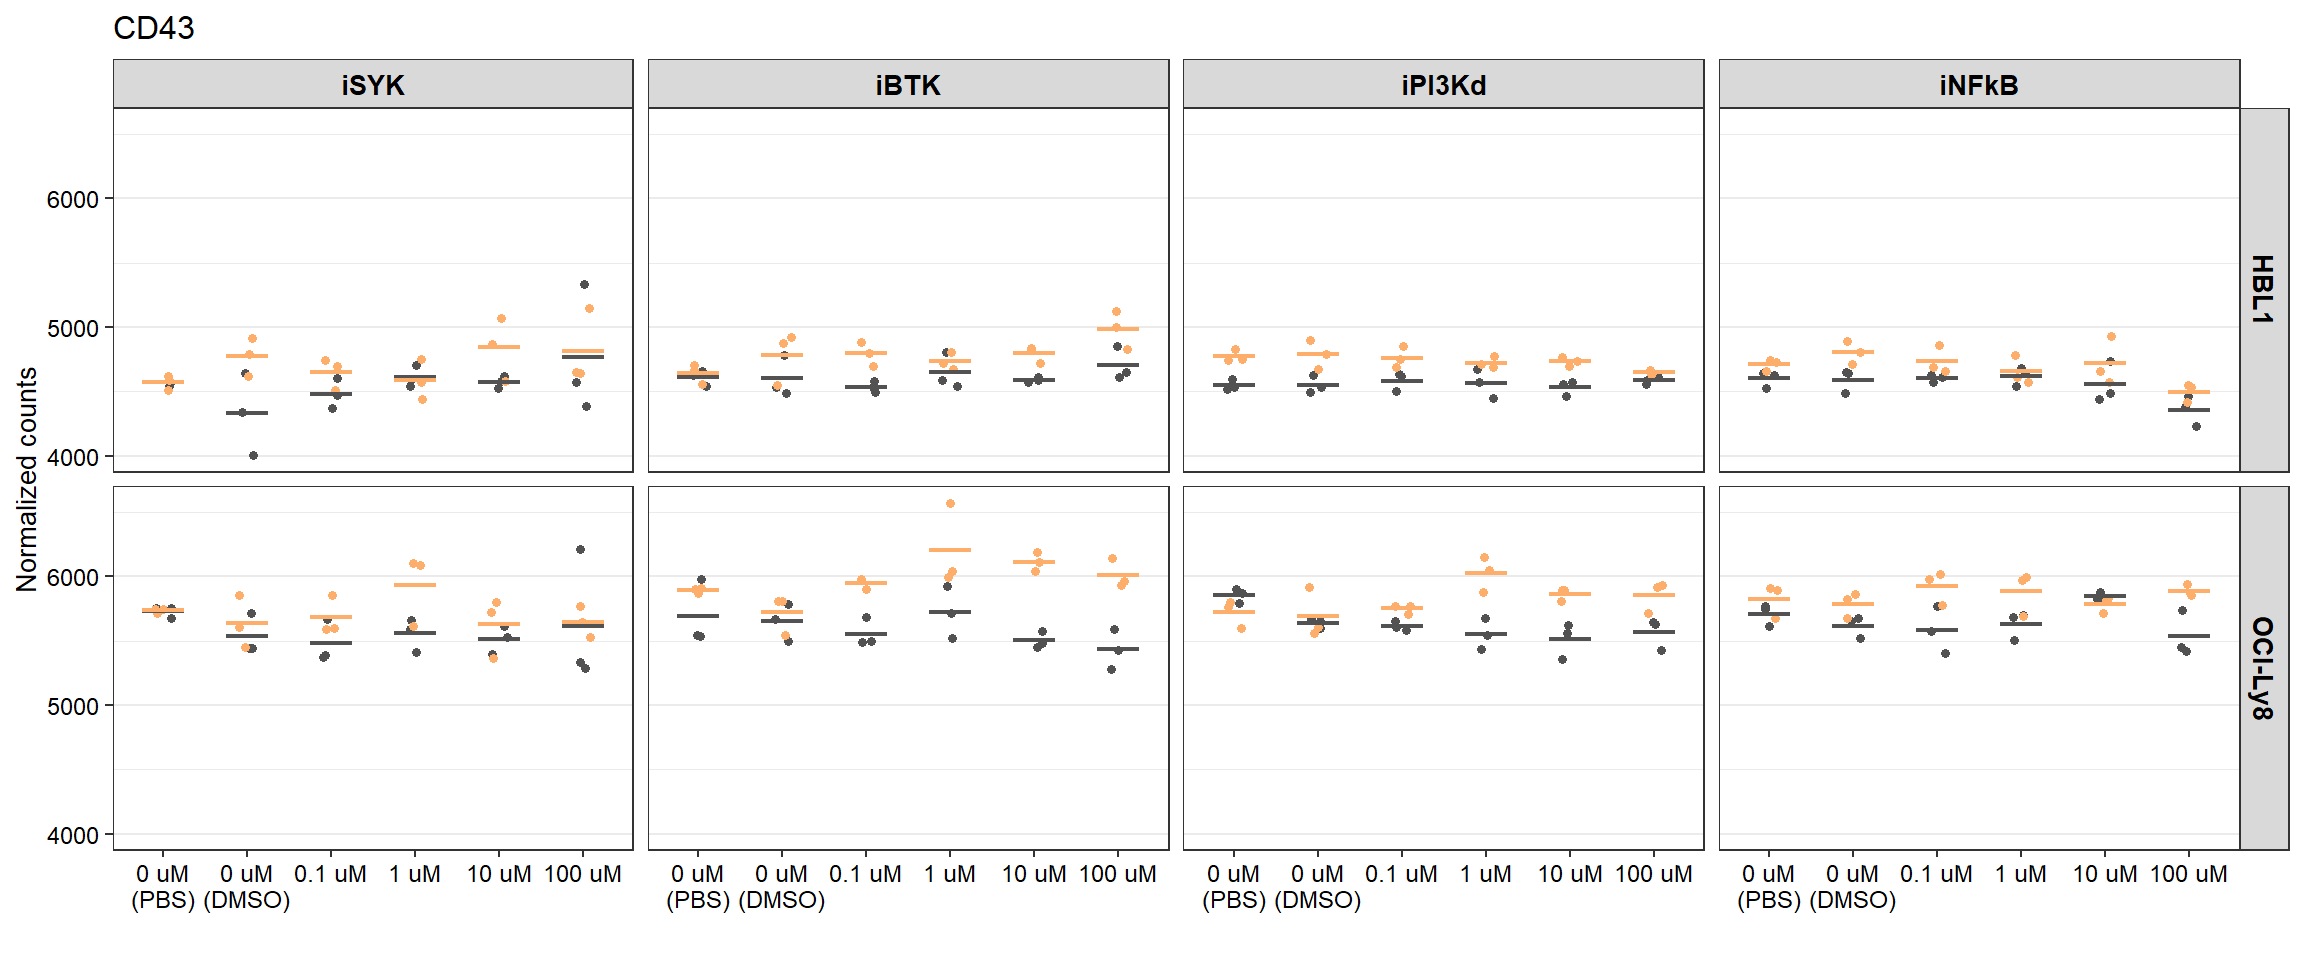 CD43
iSYK iBTK iPI3Kd iNFkB
Normalized counts
6000
5000
4000
HBL1
6000
5000
4000
OCI-Ly8
0 uM 0 uM 0.1 uM 1 uM 10 uM 100 uM 0 uM 0 uM 0.1 uM 1 uM 10 uM 100 uM 0 uM 0 uM 0.1 uM 1 uM 10 uM 100 uM 0 uM 0 uM 0.1 uM 1 uM 10 uM 100 uM
(PBS) (DMSO) (PBS) (DMSO) (PBS) (DMSO) (PBS) (DMSO)